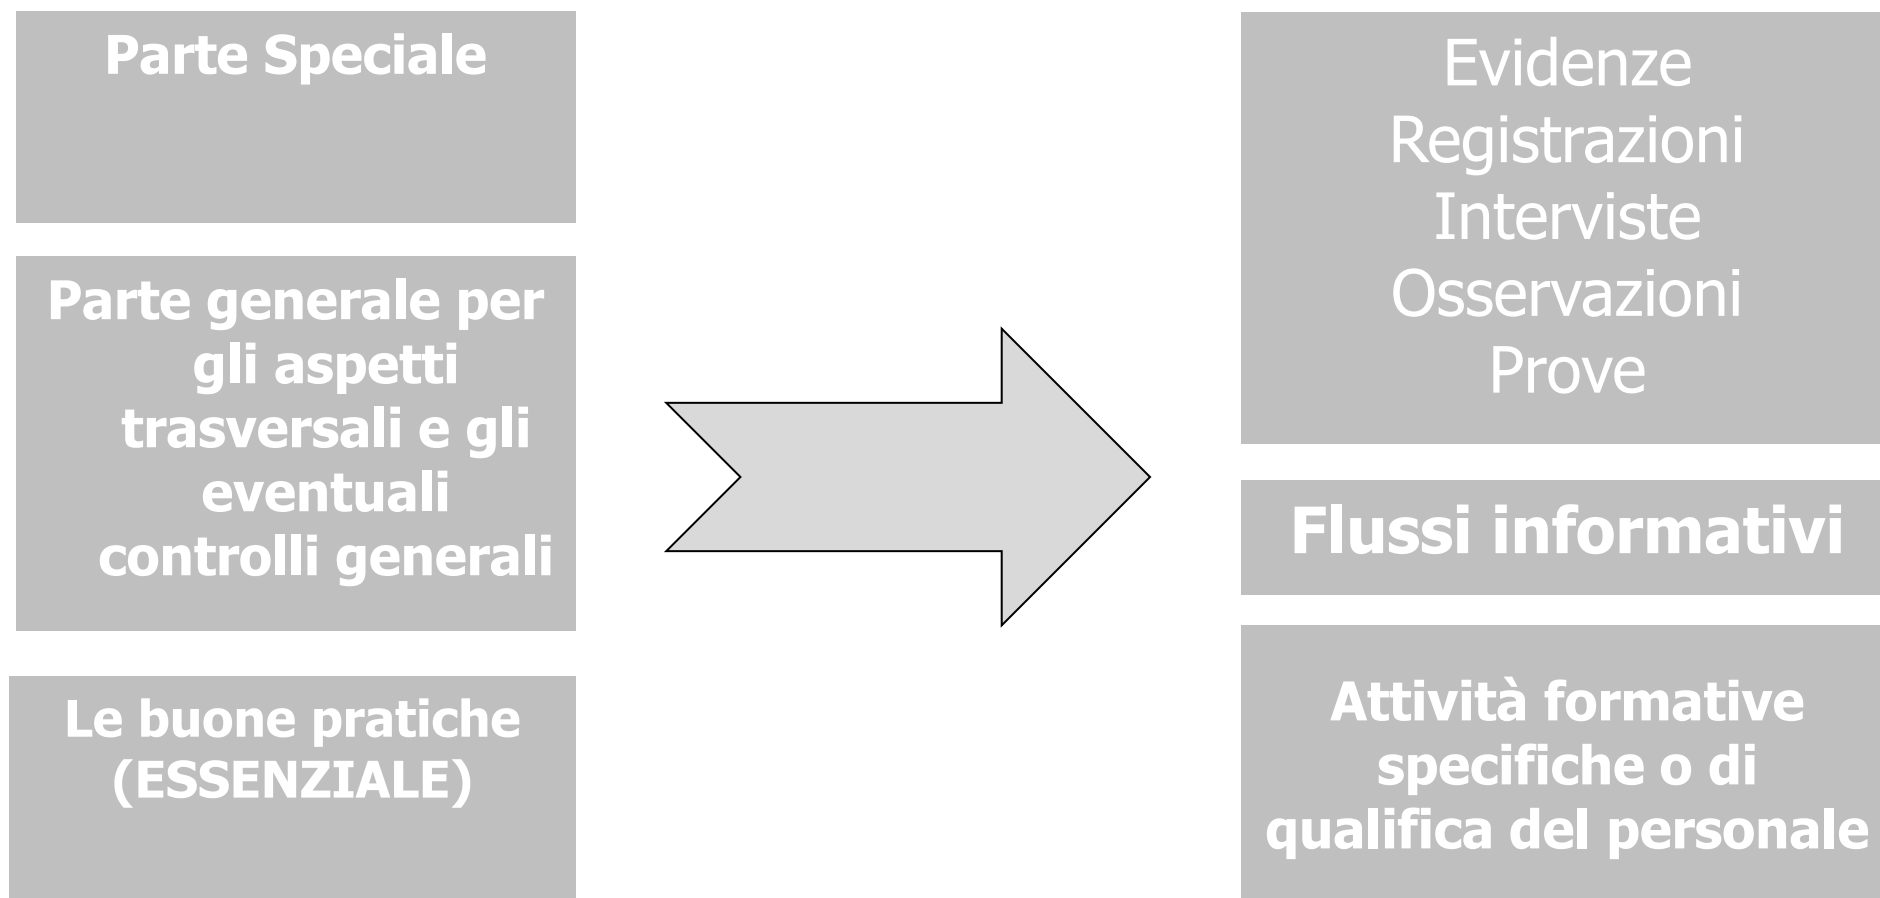 Parte Speciale
Parte generale per
gli aspetti
trasversali e gli
eventuali
controlli generali
Le buone pratiche
(ESSENZIALE)
Evidenze
Registrazioni
Interviste
Osservazioni
Prove
Flussi informativi
Attività formative
specifiche o di
qualifica del personale